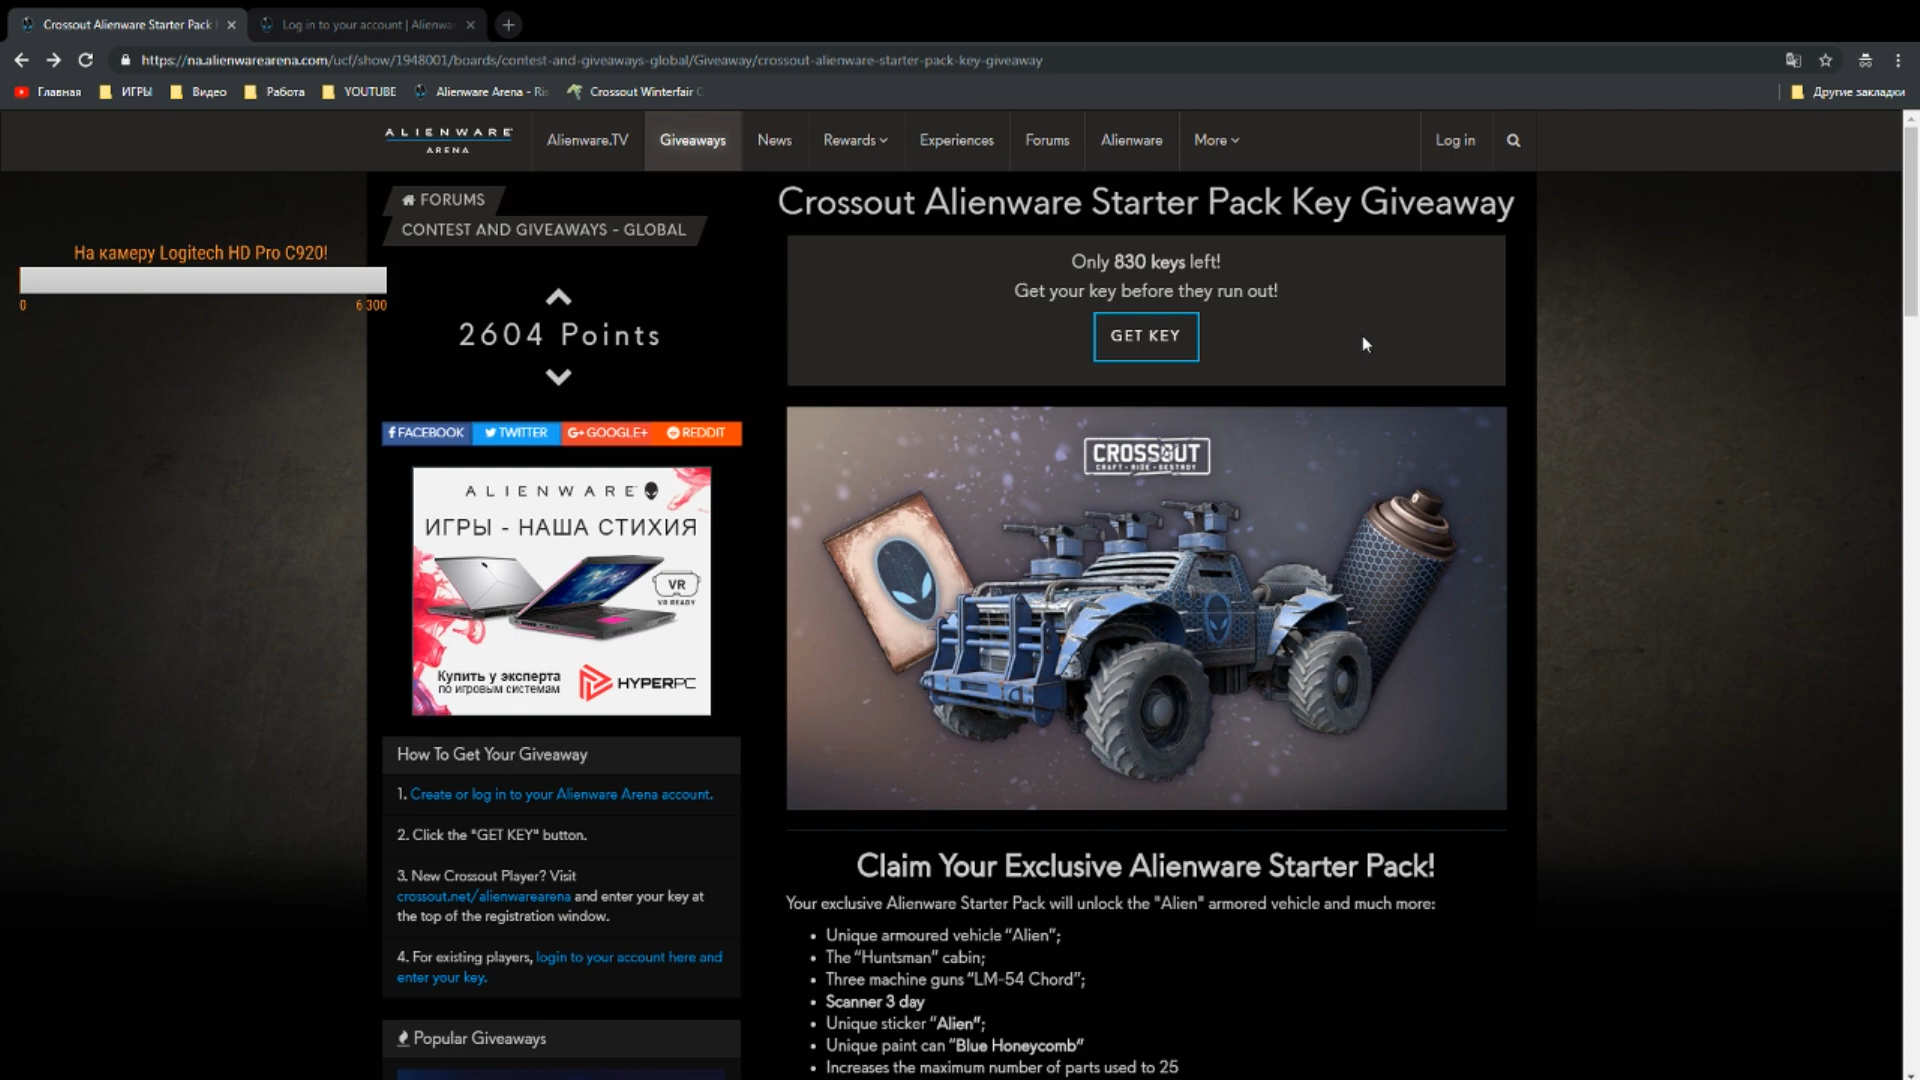 Crossout Alienware Starter Pack
Log in to your account | Alienwa
https://na.alienwarearena.com/ucf/show/1948001/boards/contest-and-giveaways-global/Giveaway/crossout-alienware-starter-pack-key-giveaway
Главная
ИГРЫ
Видео
Работа
YOUTUBE
Alienware Arena - Ris
Crossout Winterfair C
Другие закладки
ALIENWARE
ARENA
Alienware.TV
Giveaways
News
Rewards
Experiences
Forums
Alienware
More
Log in
FORUMS
CONTEST AND GIVEAWAYS - GLOBAL
На камеру Logitech HD Pro C920!
0
6 300
2604 Points
FACEBOOK
TWITTER
G+ GOOGLE+
REDDIT
ALIENWARE
ИГРЫ - НАША СТИХИЯ
VR
VR READY
Купить у эксперта
по игровым системам
HYPERPC
How To Get Your Giveaway
1. Create or log in to your Alienware Arena account.
2. Click the "GET KEY" button.
3. New Crossout Player? Visit
crossout.net/alienwarearena and enter your key at
the top of the registration window.
4. For existing players, login to your account here and
enter your key.
Popular Giveaways
Crossout Alienware Starter Pack Key Giveaway
Only 830 keys left!
Get your key before they run out!
GET KEY
CROSSOUT
CRAFT • RIDE • DESTROY
Claim Your Exclusive Alienware Starter Pack!
Your exclusive Alienware Starter Pack will unlock the "Alien" armored vehicle and much more:
• Unique armoured vehicle “Alien”;
• The “Huntsman” cabin;
• Three machine guns “LM-54 Chord”;
• Scanner 3 day
• Unique sticker “Alien”;
• Unique paint can “Blue Honeycomb”
• Increases the maximum number of parts used to 25